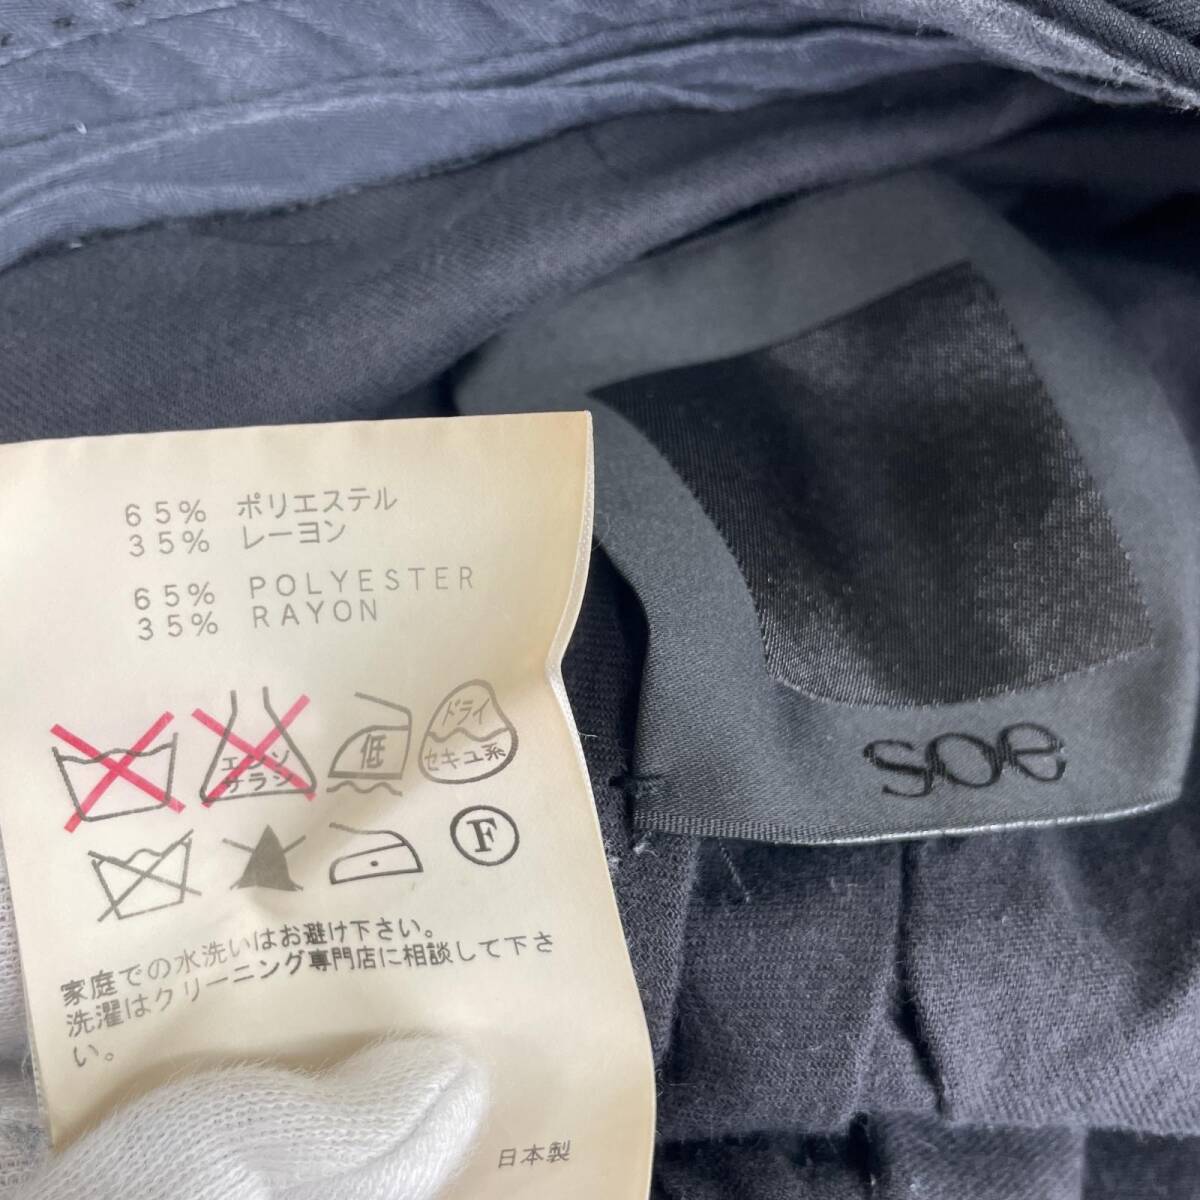 65% ポリエステル
35% レーヨン
65% POLYESTER
35% RAYON
エンソ
サラシ
低
ドライ
セキユ系
F
家庭での水洗いはお避け下さい。
洗濯はクリーニング専門店に相談して下さ
い。
日本製
soe